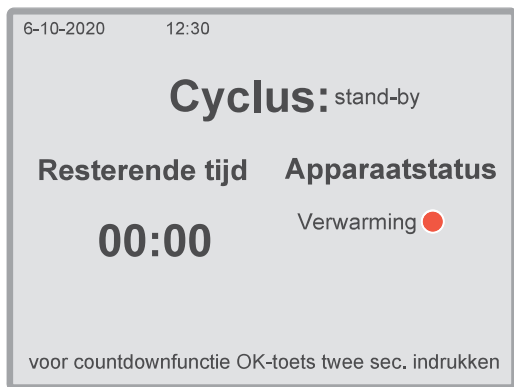 6-10-2020 12:30
Cyclus: stand-by
Resterende tijd Apparaatstatus
Verwarming
00:00
voor countdownfunctie OK-toets twee sec. indrukken